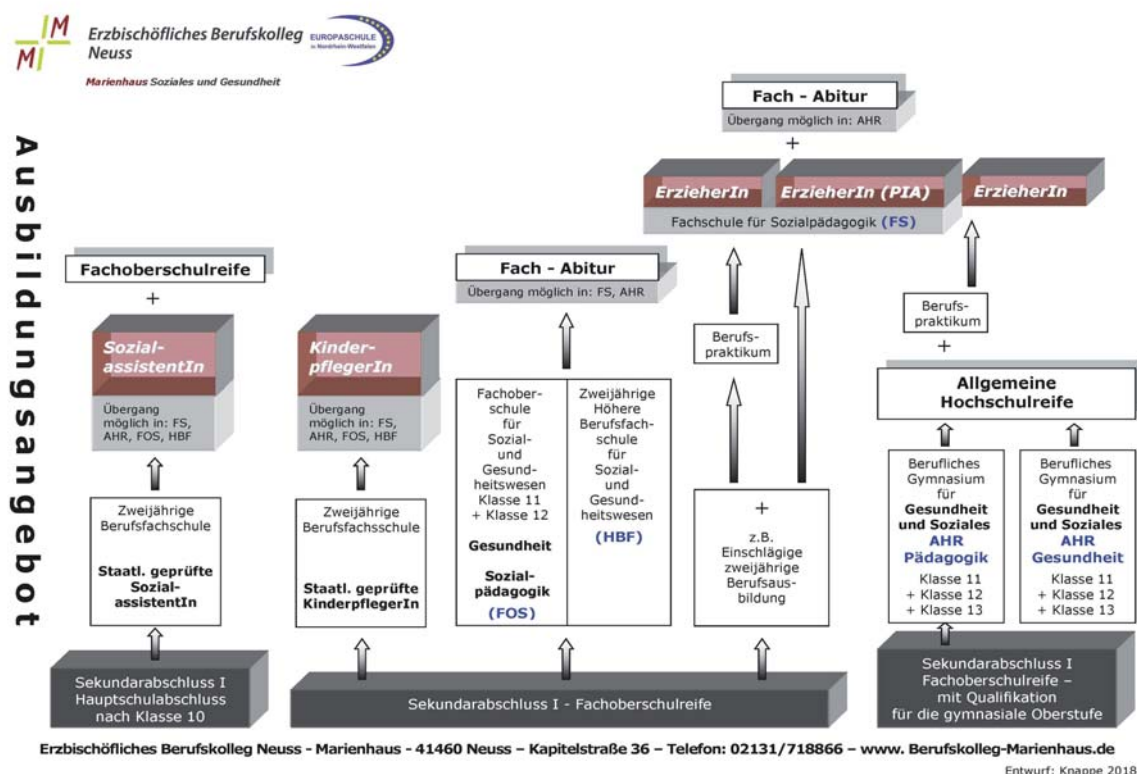 M
M
Erzbischöfliches Berufskolleg
Neuss
Marienhaus Soziales und Gesundheit
EUROPASCHULE
in Nordrhein-Westfalen
Ausbildungsangebot
Fachoberschulreife
+
Sozial-
assistentIn
Übergang
möglich in: FS,
AHR, FOS, HBF
Zweijährige
Berufsfachschule
Staatl. geprüfte
Sozial-
assistentIn
Sekundarabschluss I
Hauptschulabschluss
nach Klasse 10
Kinder-
pflegerIn
Übergang
möglich in: FS,
AHR, FOS, HBF
Zweijährige
Berufsfachsschule
Staatl. geprüfte
KinderpflegerIn
Fach - Abitur
Übergang möglich in: FS, AHR
Fachober-
schule
für
Sozial-
und
Gesund-
heitswesen
Klasse 11
+ Klasse 12
Gesundheit
Sozial-
pädagogik
(FOS)
Zweijährige
Höhere
Berufsfach-
schule
für
Sozial-
und
Gesund-
heitswesen
(HBF)
Fach - Abitur
Übergang möglich in: AHR
+
ErzieherIn
ErzieherIn (PIA)
Fachschule für Sozialpädagogik (FS)
Berufs-
praktikum
+
z.B.
Einschlägige
zweijährige
Berufsaus-
bildung
Sekundarabschluss I - Fachoberschulreife
ErzieherIn
Berufs-
praktikum
+
Allgemeine
Hochschulreife
Berufliches
Gymnasium
für
Gesundheit
und Soziales
AHR
Pädagogik
Klasse 11
+ Klasse 12
+ Klasse 13
Berufliches
Gymnasium
für
Gesundheit
und Soziales
AHR
Gesundheit
Klasse 11
+ Klasse 12
+ Klasse 13
Sekundarabschluss I
Fachoberschulreife –
mit Qualifikation
für die gymnasiale Oberstufe
Erzbischöfliches Berufskolleg Neuss - Marienhaus - 41460 Neuss – Kapitelstraße 36 – Telefon: 02131/718866 – www. Berufskolleg-Marienhaus.de
Entwurf: Knappe 2018